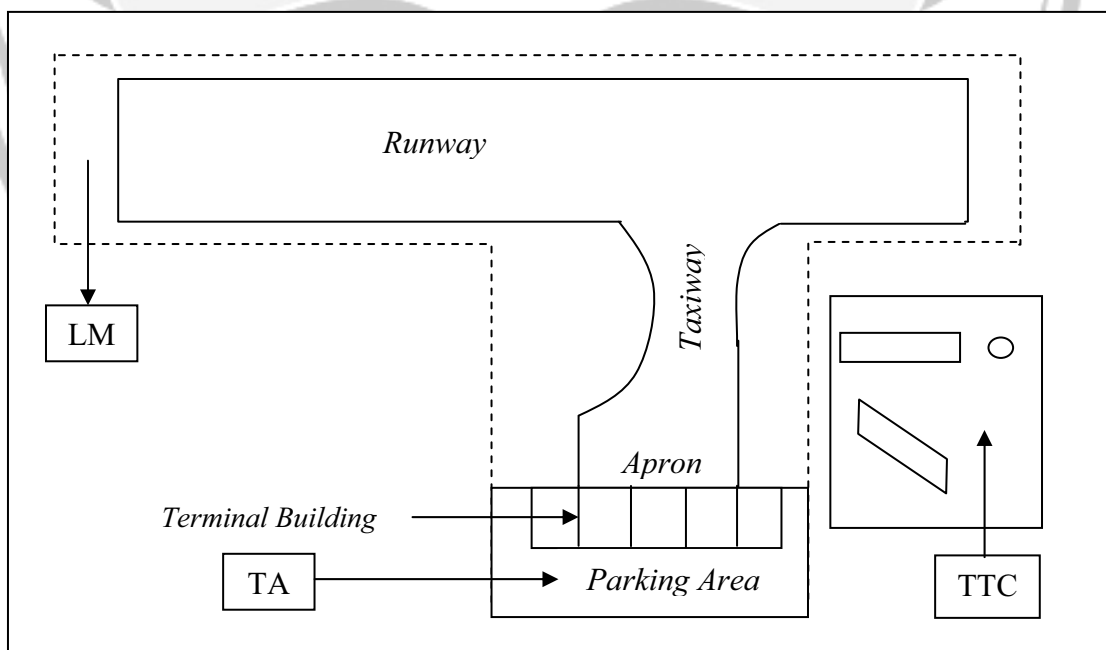 Runway
Taxiway
LM
Apron
Terminal Building
TA
Parking Area
TTC